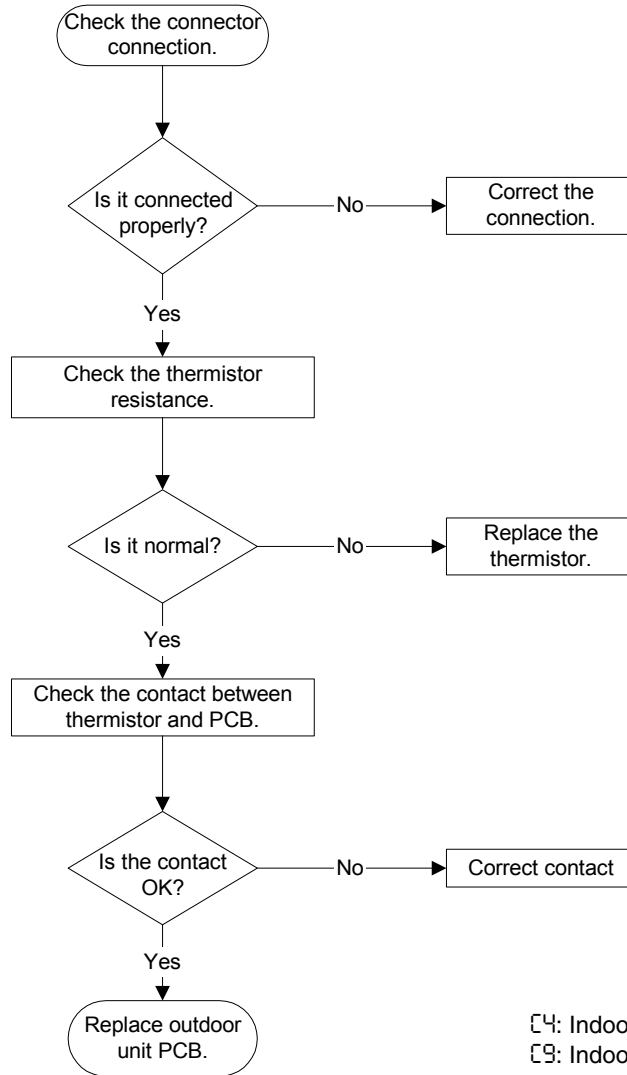 Check the connector
connection.
Is it connected
properly?
No
Correct the
connection.
Yes
Check the thermistor
resistance.
Is it normal?
No
Replace the
thermistor.
Yes
Check the contact between
thermistor and PCB.
Is the contact
OK?
No
Correct contact
Yes
Replace outdoor
unit PCB.
C4: Indoo
C9: Indoo